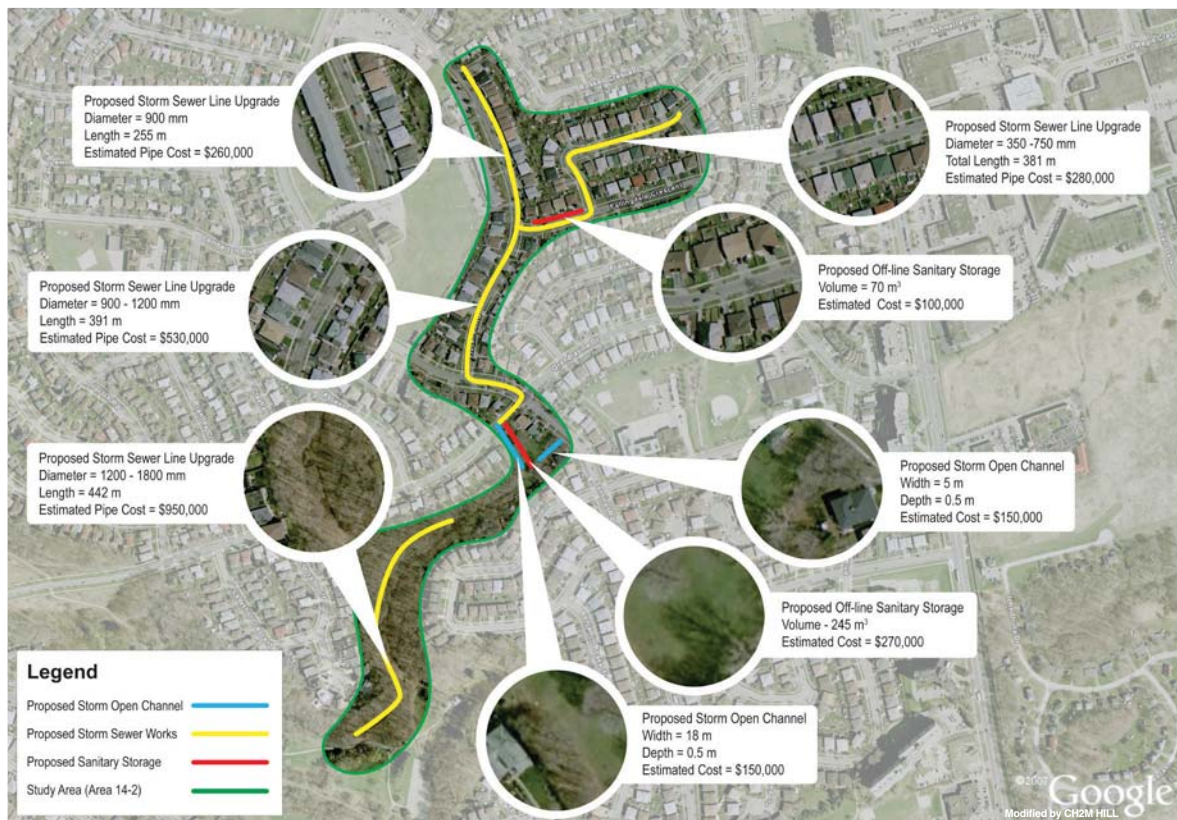 Proposed Storm Sewer Line Upgrade
Diameter = 900 mm
Length = 255 m
Estimated Pipe Cost = $260,000
Proposed Storm Sewer Line Upgrade
Diameter = 350 -750 mm
Total Length = 381 m
Estimated Pipe Cost = $280,000
Proposed Off-line Sanitary Storage
Volume = 70 m³
Estimated Cost = $100,000
Proposed Storm Sewer Line Upgrade
Diameter = 900 - 1200 mm
Length = 391 m
Estimated Pipe Cost = $530,000
Proposed Storm Sewer Line Upgrade
Diameter = 1200 - 1800 mm
Length = 442 m
Estimated Pipe Cost = $950,000
Proposed Storm Open Channel
Width = 5 m
Depth = 0.5 m
Estimated Cost = $150,000
Proposed Off-line Sanitary Storage
Volume - 245 m³
Estimated Cost = $270,000
Proposed Storm Open Channel
Width = 18 m
Depth = 0.5 m
Estimated Cost = $150,000
Legend
Proposed Storm Open Channel
Proposed Storm Sewer Works
Proposed Sanitary Storage
Study Area (Area 14-2)
©2007 Google
Modified by CH2M HILL